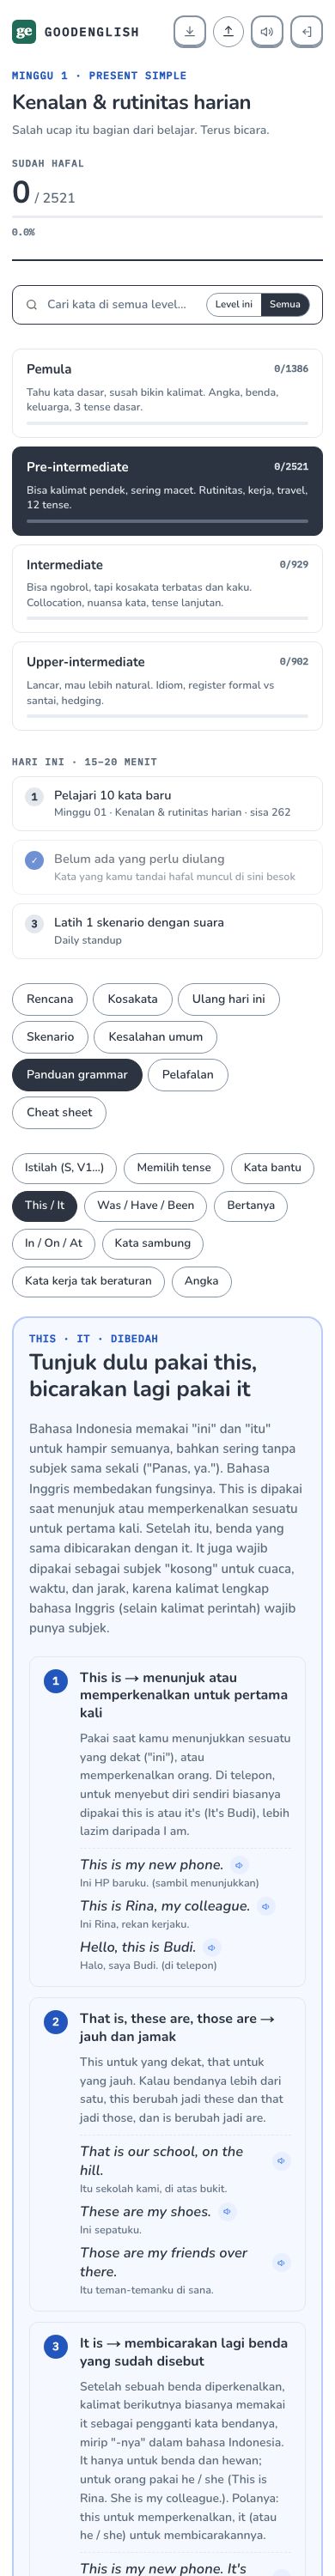 ge GOODENGLISH
MINGGU 1 · PRESENT SIMPLE
Kenalan & rutinitas harian
Salah ucap itu bagian dari belajar. Terus bicara.
SUDAH HAFAL
0 / 2521
0.0%
Cari kata di semua level... Level ini Semua
Pemula 0/1386
Tahu kata dasar, susah bikin kalimat. Angka, benda,
keluarga, 3 tense dasar.
Pre-intermediate 0/2521
Bisa kalimat pendek, sering macet. Rutinitas, kerja, travel,
12 tense.
Intermediate 0/929
Bisa ngobrol, tapi kosakata terbatas dan kaku.
Collocation, nuansa kata, tense lanjutan.
Upper-intermediate 0/902
Lancar, mau lebih natural. Idiom, register formal vs
santai, hedging.
HARI INI · 15–20 MENIT
1 Pelajari 10 kata baru
Minggu 01 · Kenalan & rutinitas harian · sisa 262
✓ Belum ada yang perlu diulang
Kata yang kamu tandai hafal muncul di sini besok
3 Latih 1 skenario dengan suara
Daily standup
Rencana Kosakata Ulang hari ini
Skenario Kesalahan umum
Panduan grammar Pelafalan
Cheat sheet
Istilah (S, V1...) Memilih tense Kata bantu
This / It Was / Have / Been Bertanya
In / On / At Kata sambung
Kata kerja tak beraturan Angka
THIS · IT · DIBEDAH
Tunjuk dulu pakai this,
bicarakan lagi pakai it
Bahasa Indonesia memakai "ini" dan "itu"
untuk hampir semuanya, bahkan sering tanpa
subjek sama sekali ("Panas, ya."). Bahasa
Inggris membedakan fungsinya. This is dipakai
saat menunjuk atau memperkenalkan sesuatu
untuk pertama kali. Setelah itu, benda yang
sama dibicarakan dengan it. It juga wajib
dipakai sebagai subjek "kosong" untuk cuaca,
waktu, dan jarak, karena kalimat lengkap
bahasa Inggris (selain kalimat perintah) wajib
punya subjek.
1 This is → menunjuk atau
memperkenalkan untuk pertama
kali
Pakai saat kamu menunjukkan sesuatu
yang dekat ("ini"), atau
memperkenalkan orang. Di telepon,
untuk menyebut diri sendiri biasanya
dipakai this is atau it's (It's Budi), lebih
lazim daripada I am.
This is my new phone.
Ini HP baruku. (sambil menunjukkan)
This is Rina, my colleague.
Ini Rina, rekan kerjaku.
Hello, this is Budi.
Halo, saya Budi. (di telepon)
2 That is, these are, those are →
jauh dan jamak
This untuk yang dekat, that untuk
yang jauh. Kalau bendanya lebih dari
satu, this berubah jadi these dan that
jadi those, dan is berubah jadi are.
That is our school, on the
hill.
Itu sekolah kami, di atas bukit.
These are my shoes.
Ini sepatuku.
Those are my friends over
there.
Itu teman-temanku di sana.
3 It is → membicarakan lagi benda
yang sudah disebut
Setelah sebuah benda diperkenalkan,
kalimat berikutnya biasanya memakai
it sebagai pengganti kata bendanya,
mirip "-nya" dalam bahasa Indonesia.
It hanya untuk benda dan hewan;
untuk orang pakai he / she (This is
Rina. She is my colleague.). Polanya:
this untuk memperkenalkan, it (atau
he / she) untuk membicarakannya.
This is my new phone. It's